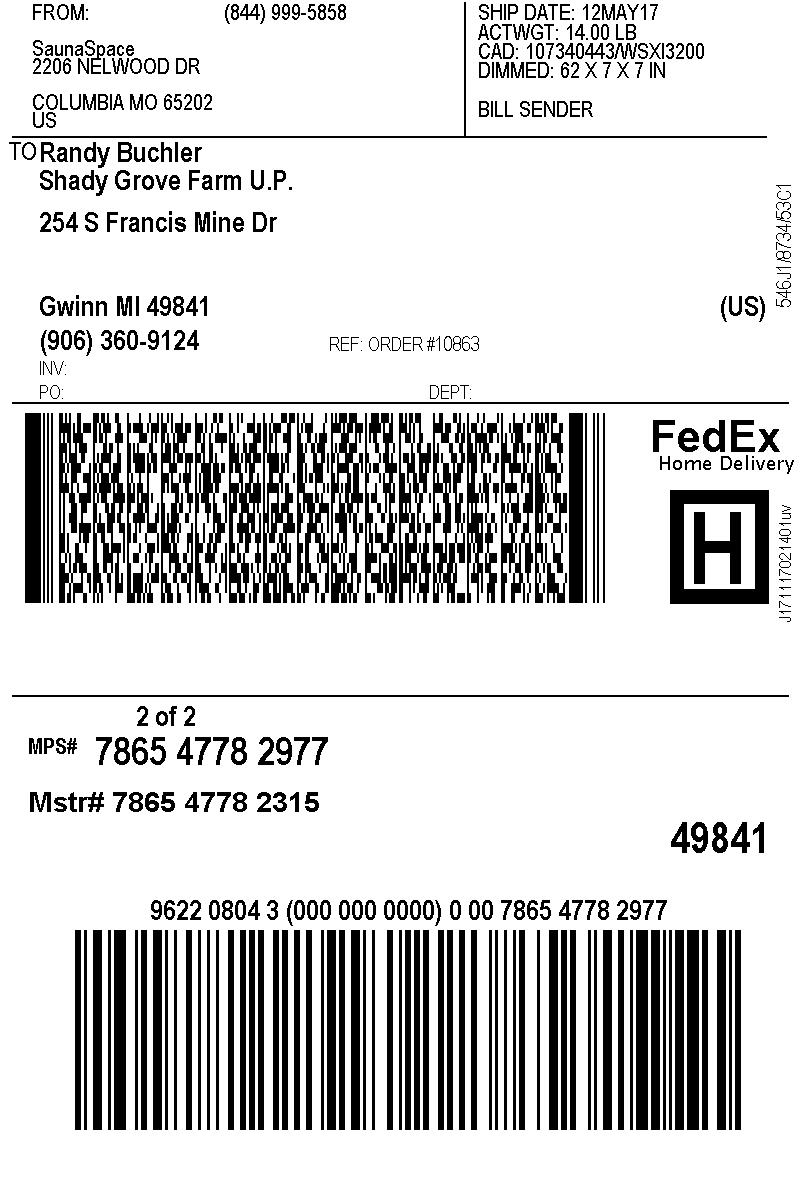 FROM: (844) 999-5858
SaunaSpace
2206 NELWOOD DR
COLUMBIA MO 65202
US
SHIP DATE: 12MAY17
ACTWGT: 14.00 LB
CAD: 107340443/WSXI3200
DIMMED: 62 X 7 X 7 IN
BILL SENDER
TO Randy Buchler
Shady Grove Farm U.P.
254 S Francis Mine Dr
Gwinn MI 49841 (US)
(906) 360-9124 REF: ORDER #10863
INV:
PO: DEPT:
546J1/8734/53C1
FedEx
Home Delivery
H
J171117021401uv
2 of 2
MPS# 7865 4778 2977
Mstr# 7865 4778 2315
49841
9622 0804 3 (000 000 0000) 0 00 7865 4778 2977